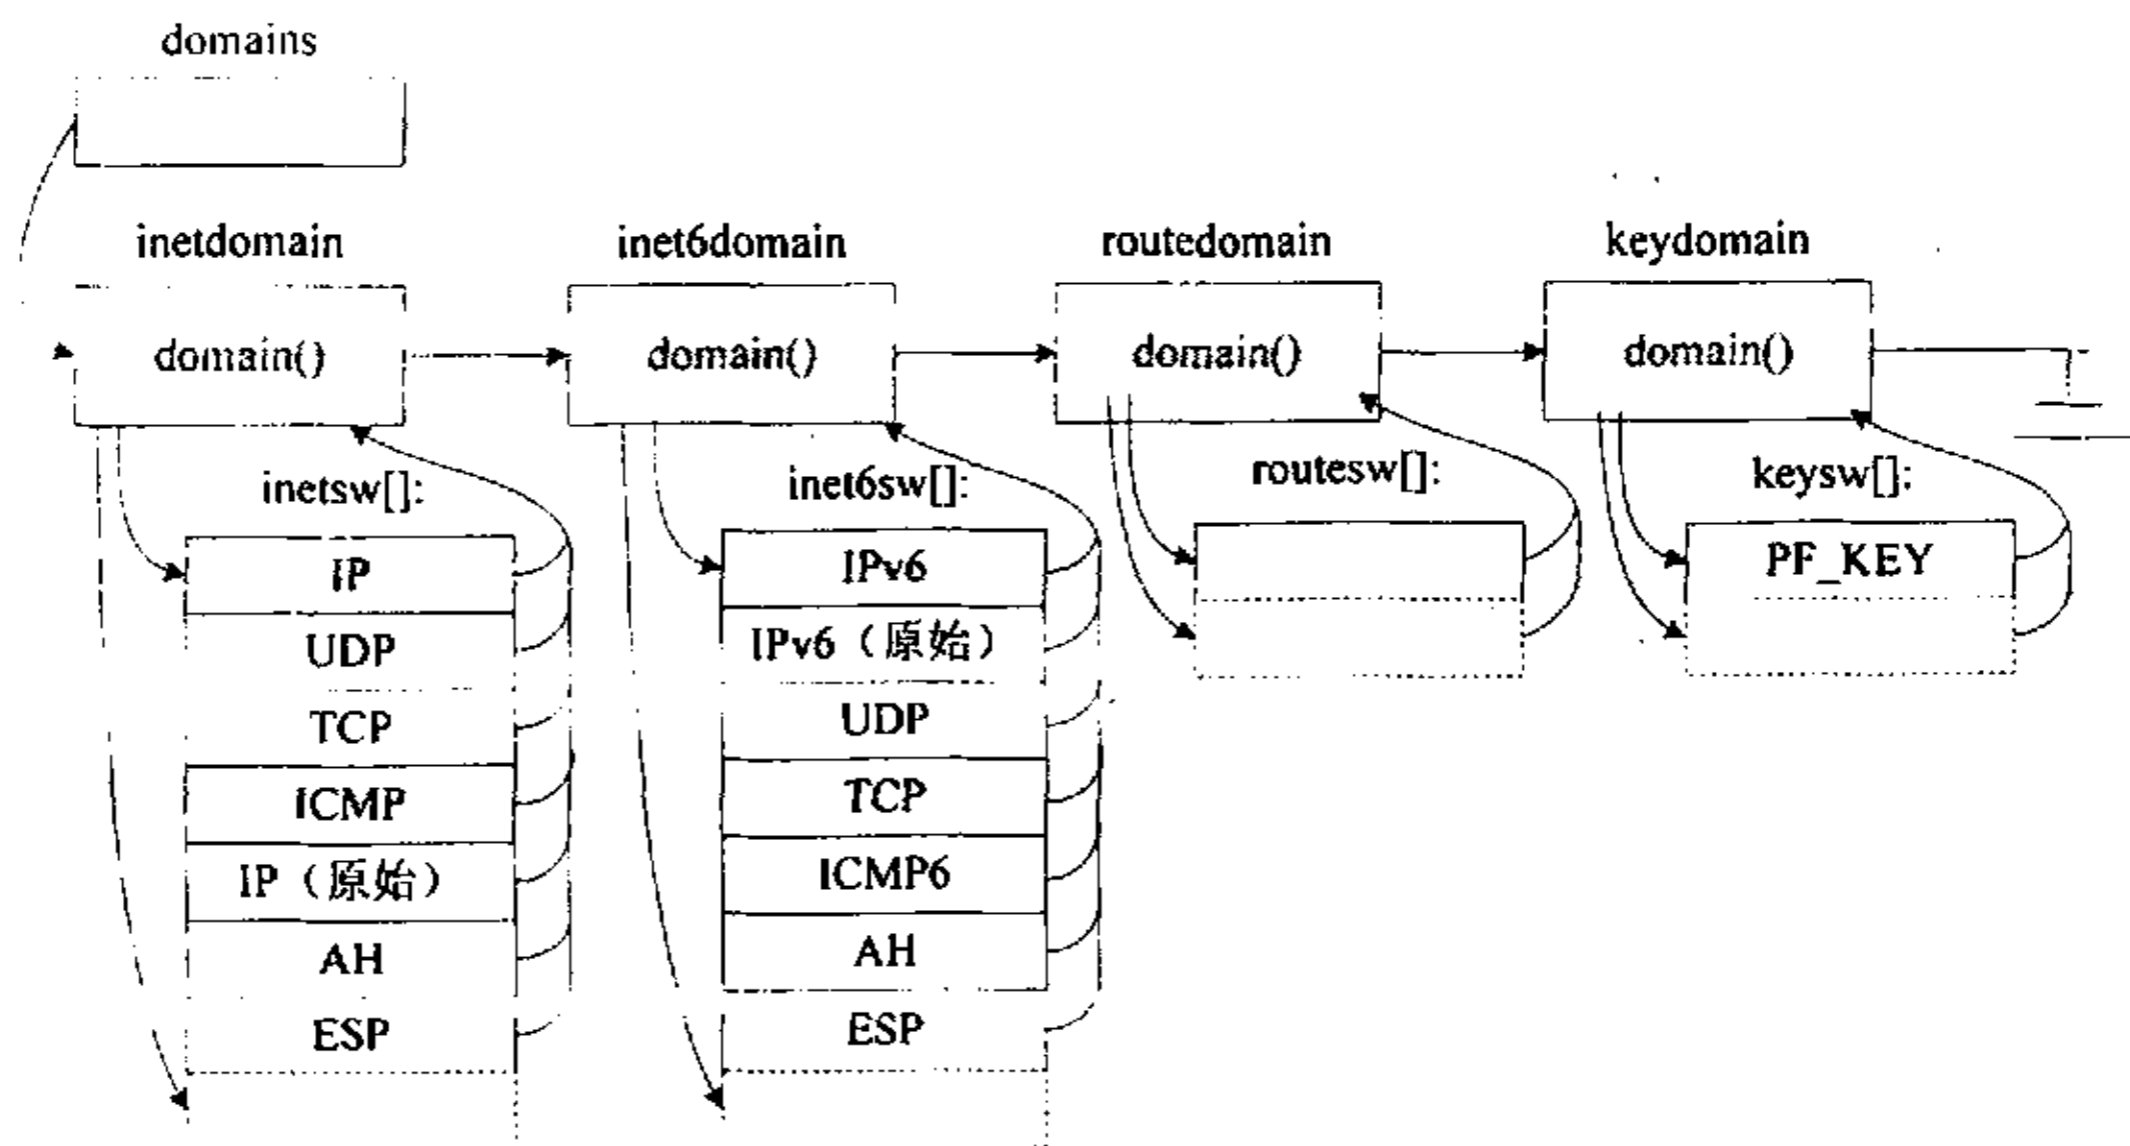 domains
inetdomain
inet6domain
routedomain
keydomain
domain()
domain()
domain()
domain()
inetsw[]:
inet6sw[]:
routesw[]:
keysw[]:
IP
UDP
TCP
ICMP
IP（原始）
AH
ESP
IPv6
IPv6（原始）
UDP
TCP
ICMP6
AH
ESP
PF_KEY